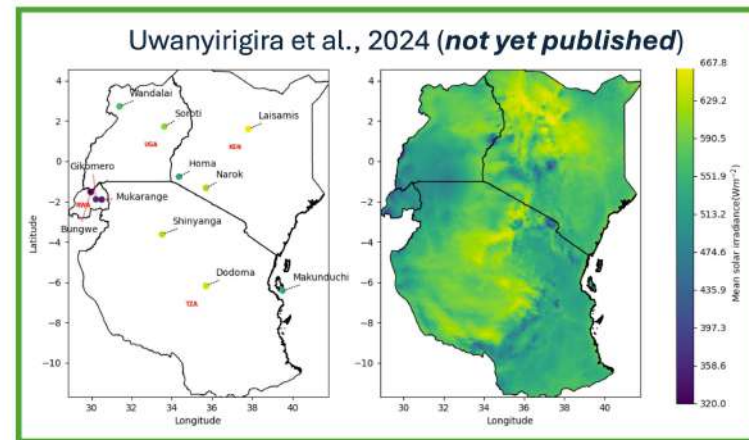 Uwanyirigira et al., 2024 (not yet published)
Wandalai
Soroti
Laisamis
UGA
KEN
Gikomero
Homa
Narok
RWA
Mukarange
Bungwe
Shinyanga
Dodoma
Makunduchi
TZA
Latitude
4
2
0
−2
−4
−6
−8
−10
30 32 34 36 38 40
Longitude
4
2
0
−2
−4
−6
−8
−10
30 32 34 36 38 40
Longitude
667.8
629.2
590.5
551.9
513.2
474.6
435.9
397.3
358.6
320.0
Mean solar irradiance(Wm−2)